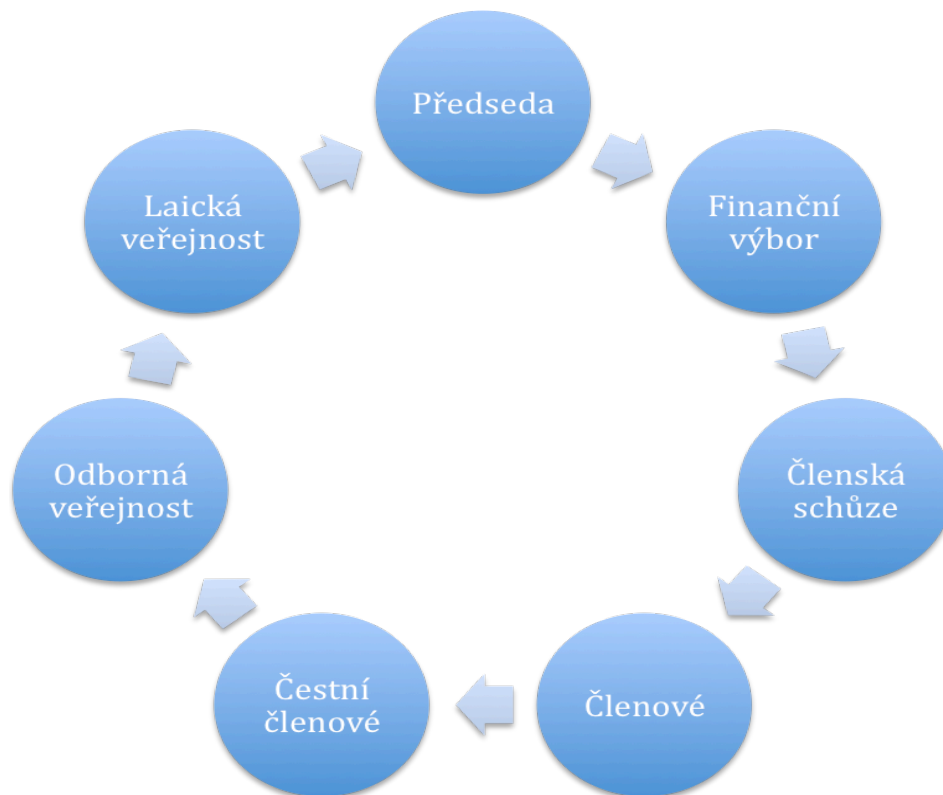 Předseda
Finanční
výbor
Členská
schůze
Členové
Čestní
členové
Odborná
veřejnost
Laická
veřejnost